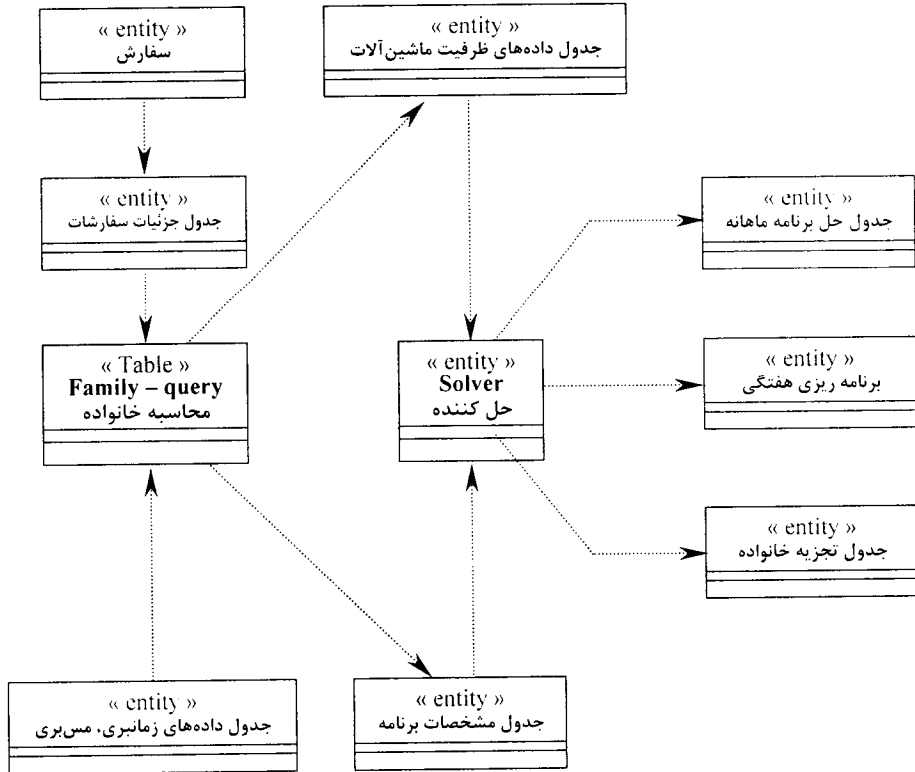 « entity »
سفارش
« entity »
جدول داده‌های ظرفیت ماشین‌آلات
« entity »
جدول جزئیات سفارشات
« entity »
جدول حل برنامه ماهانه
« Table »
Family – query
محاسبه خانواده
« entity »
Solver
حل کننده
« entity »
برنامه ریزی هفتگی
« entity »
جدول تجزیه خانواده
« entity »
جدول داده‌های زمانبری، مس‌بری
« entity »
جدول مشخصات برنامه